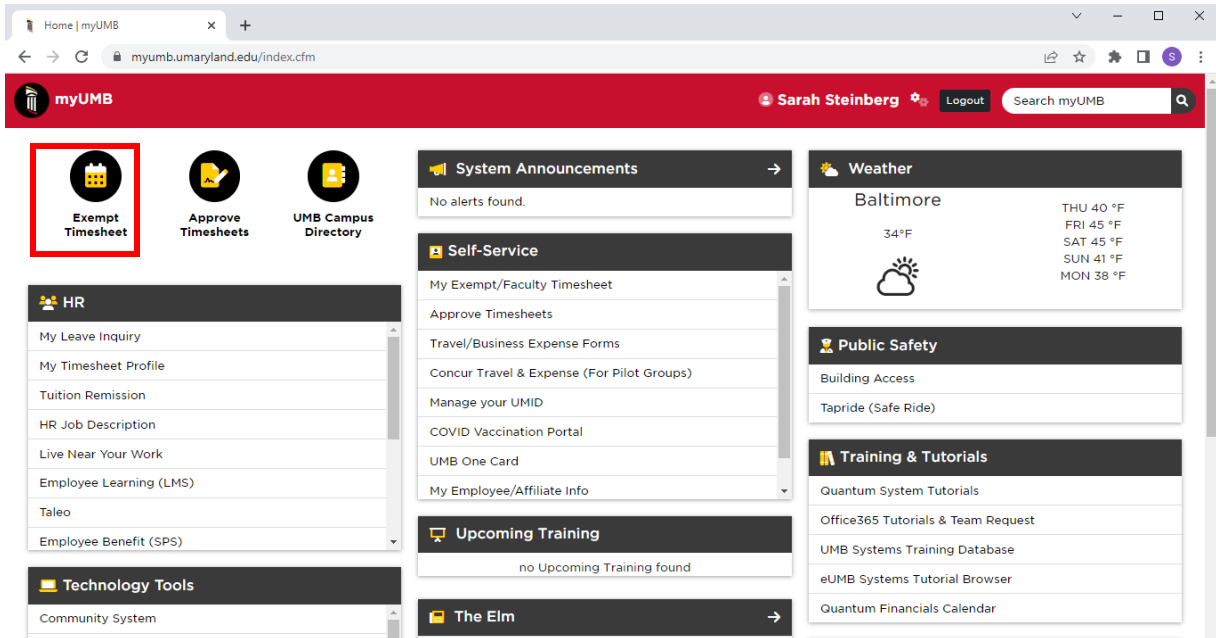 Home | myUMB
myumb.umaryland.edu/index.cfm
S
myUMB
Sarah Steinberg
Logout
Search myUMB
Exempt
Timesheet
Approve
Timesheets
UMB Campus
Directory
HR
My Leave Inquiry
My Timesheet Profile
Tuition Remission
HR Job Description
Live Near Your Work
Employee Learning (LMS)
Taleo
Employee Benefit (SPS)
Technology Tools
Community System
System Announcements
No alerts found.
Self-Service
My Exempt/Faculty Timesheet
Approve Timesheets
Travel/Business Expense Forms
Concur Travel & Expense (For Pilot Groups)
Manage your UMID
COVID Vaccination Portal
UMB One Card
My Employee/Affiliate Info
Upcoming Training
no Upcoming Training found
The Elm
Weather
Baltimore
34°F
THU 40 °F
FRI 45 °F
SAT 45 °F
SUN 41 °F
MON 38 °F
Public Safety
Building Access
Tapride (Safe Ride)
Training & Tutorials
Quantum System Tutorials
Office365 Tutorials & Team Request
UMB Systems Training Database
eUMB Systems Tutorial Browser
Quantum Financials Calendar